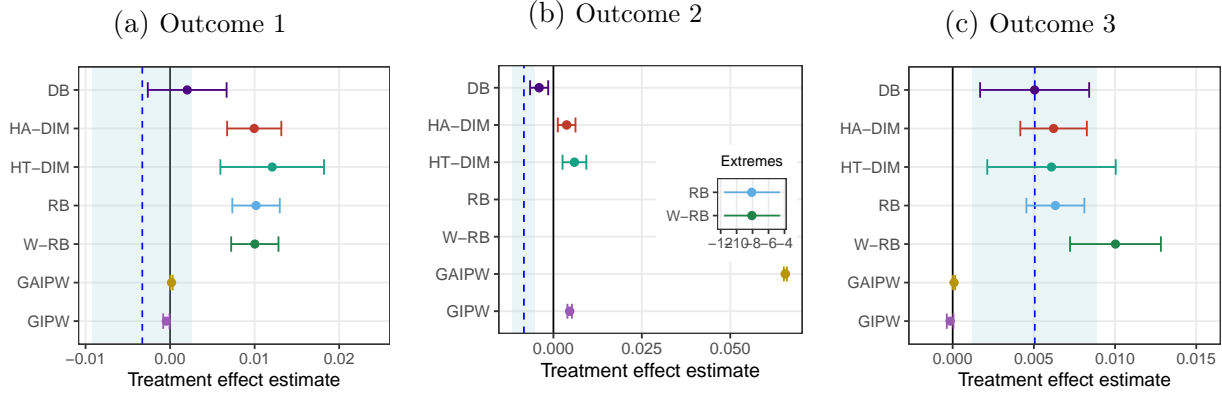 (a) Outcome 1
DB
HA−DIM
HT−DIM
RB
W−RB
GAIPW
GIPW
−0.01 0.00 0.01 0.02
Treatment effect estimate
(b) Outcome 2
DB
HA−DIM
HT−DIM
RB
W−RB
GAIPW
GIPW
Extremes
RB
W−RB
−12−10−8−6−4
0.000 0.025 0.050
Treatment effect estimate
(c) Outcome 3
DB
HA−DIM
HT−DIM
RB
W−RB
GAIPW
GIPW
0.000 0.005 0.010 0.015
Treatment effect estimate